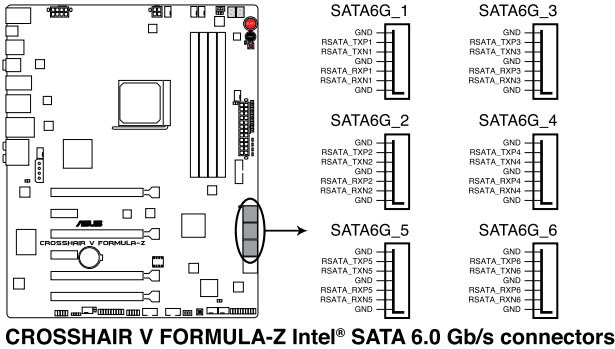 SATA6G_1
GND
RSATA_TXP1
RSATA_TXN1
GND
RSATA_RXP1
RSATA_RXN1
GND
SATA6G_3
GND
RSATA_TXP3
RSATA_TXN3
GND
RSATA_RXP3
RSATA_RXN3
GND
SATA6G_2
GND
RSATA_TXP2
RSATA_TXN2
GND
RSATA_RXP2
RSATA_RXN2
GND
SATA6G_4
GND
RSATA_TXP4
RSATA_TXN4
GND
RSATA_RXP4
RSATA_RXN4
GND
ASUS
CROSSHAIR V FORMULA-Z
SATA6G_5
GND
RSATA_TXP5
RSATA_TXN5
GND
RSATA_RXP5
RSATA_RXN5
GND
SATA6G_6
GND
RSATA_TXP6
RSATA_TXN6
GND
RSATA_RXP6
RSATA_RXN6
GND
CROSSHAIR V FORMULA-Z Intel® SATA 6.0 Gb/s connectors